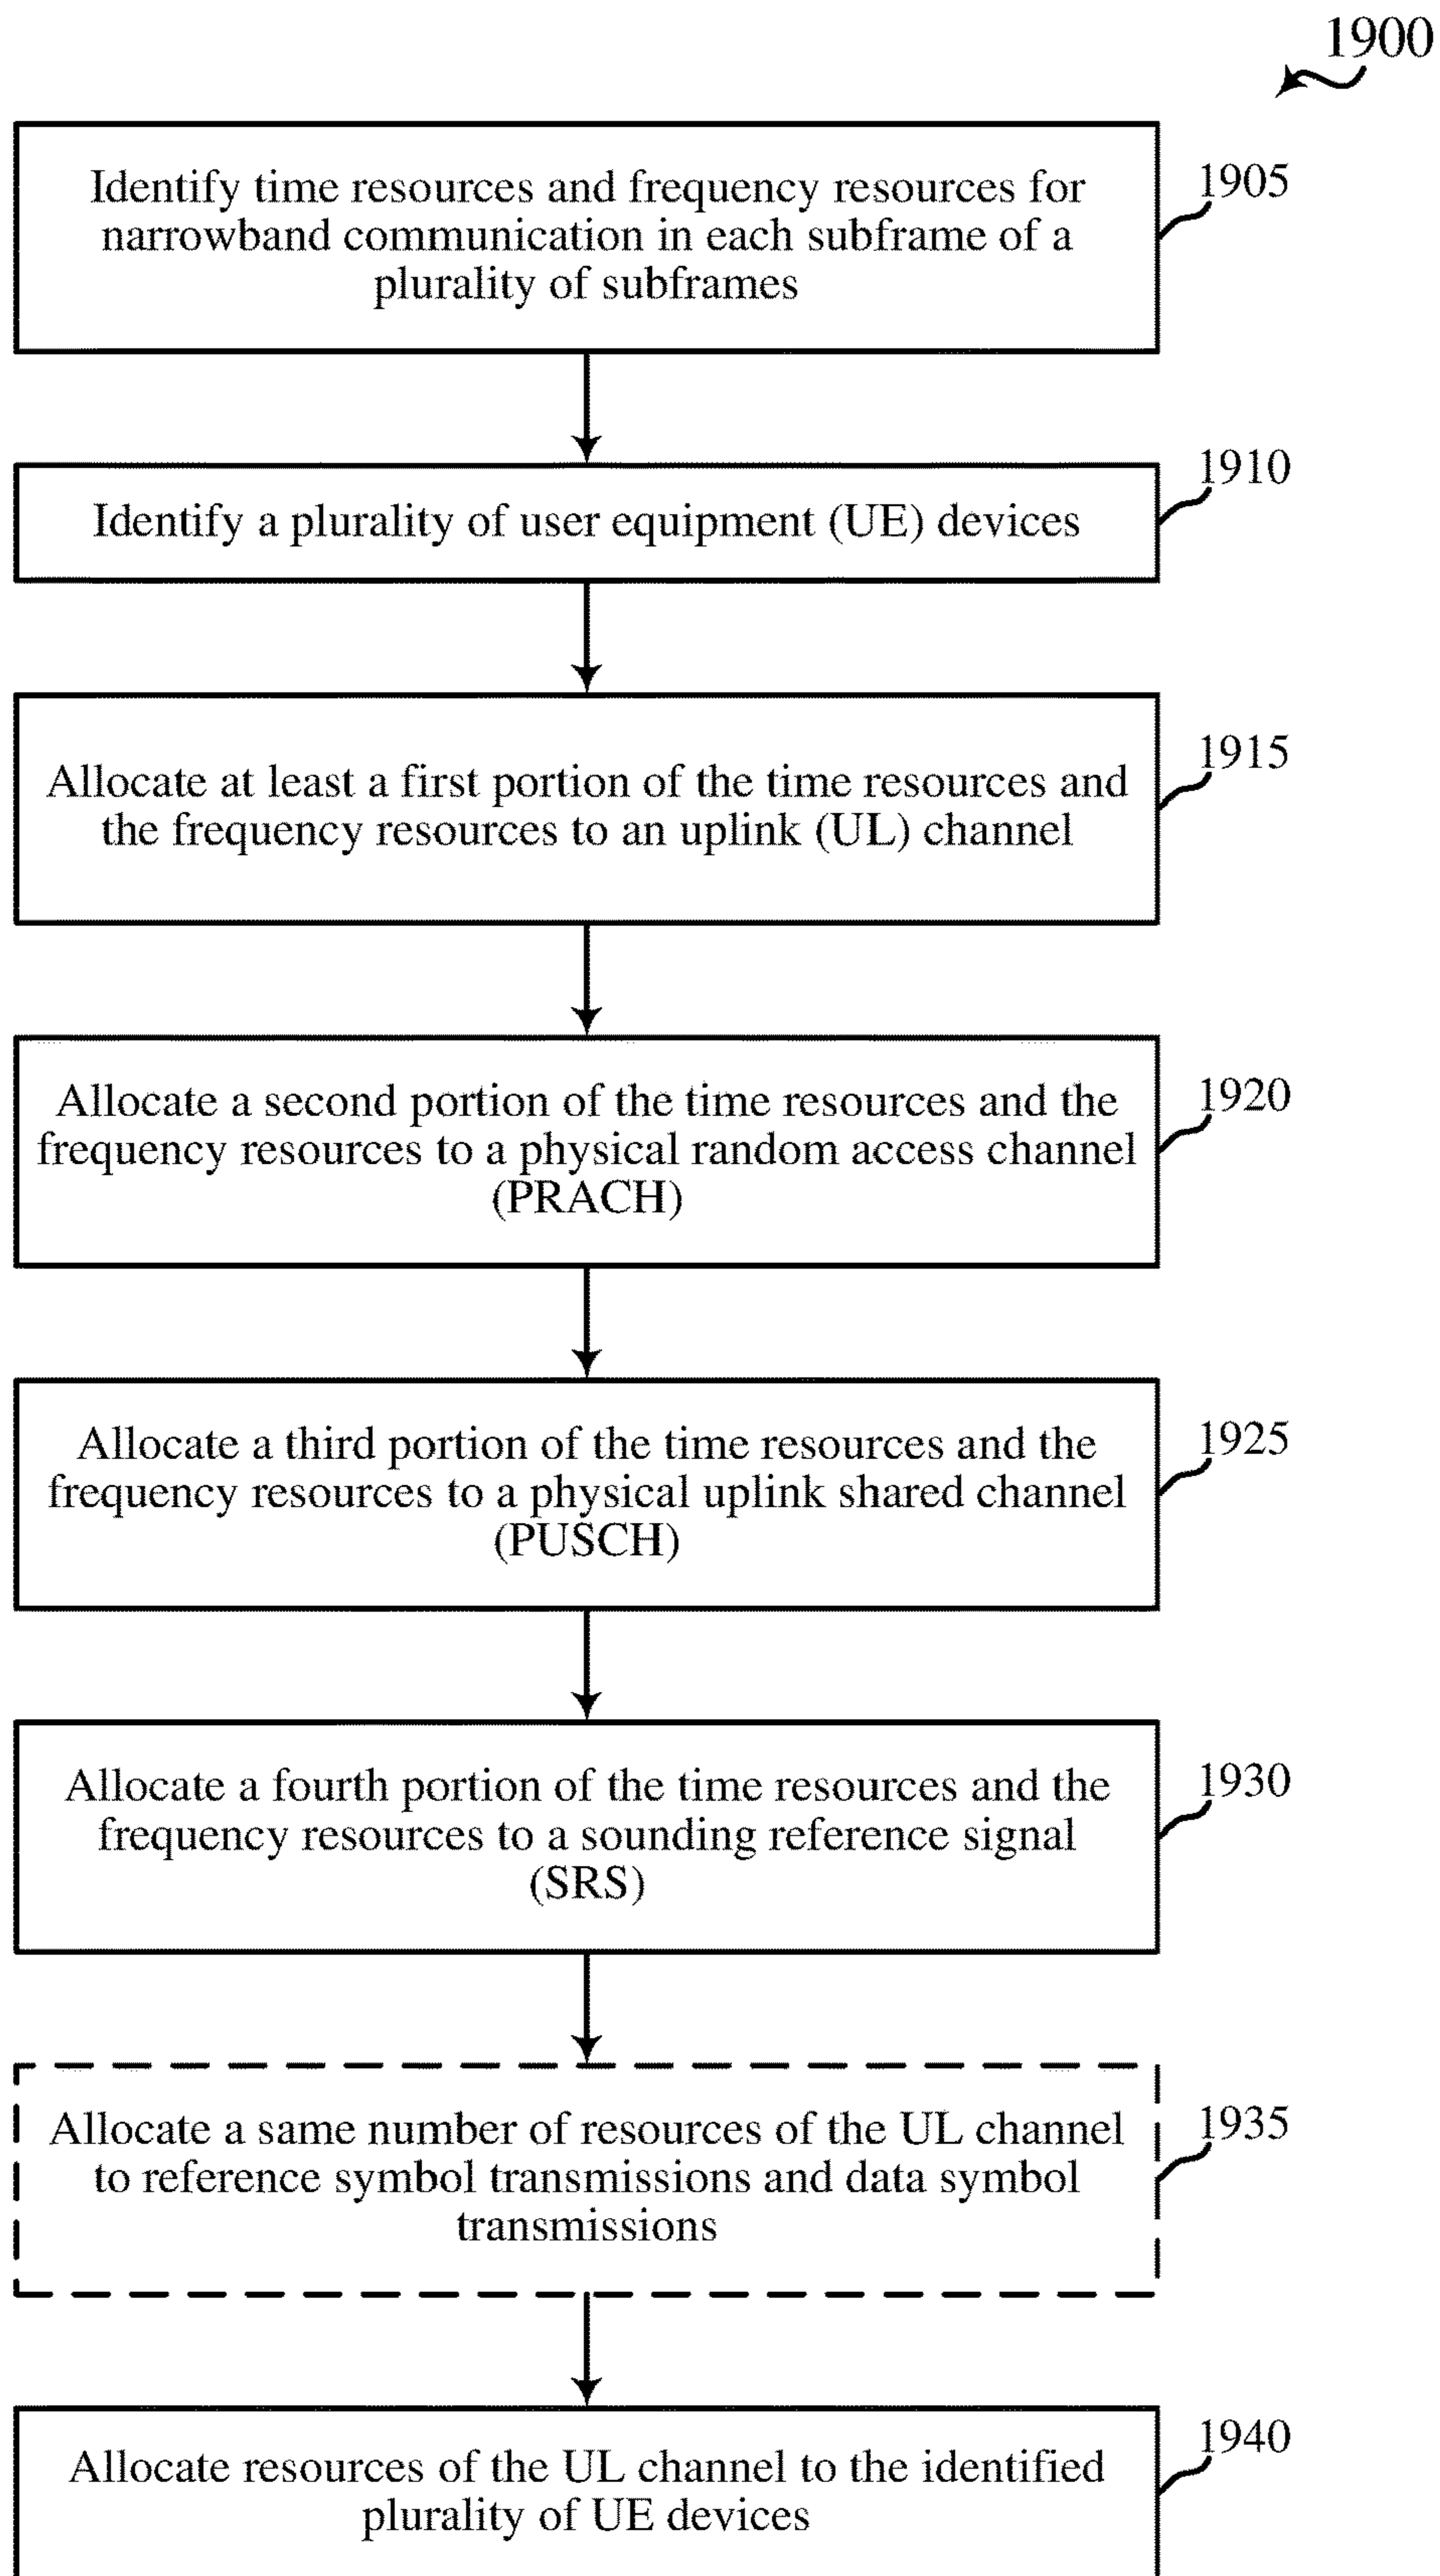 1900
Identify time resources and frequency resources for
narrowband communication in each subframe of a
plurality of subframes
1905
Identify a plurality of user equipment (UE) devices
1910
Allocate at least a first portion of the time resources and
the frequency resources to an uplink (UL) channel
1915
Allocate a second portion of the time resources and the
frequency resources to a physical random access channel
(PRACH)
1920
Allocate a third portion of the time resources and the
frequency resources to a physical uplink shared channel
(PUSCH)
1925
Allocate a fourth portion of the time resources and the
frequency resources to a sounding reference signal
(SRS)
1930
Allocate a same number of resources of the UL channel
to reference symbol transmissions and data symbol
transmissions
1935
Allocate resources of the UL channel to the identified
plurality of UE devices
1940